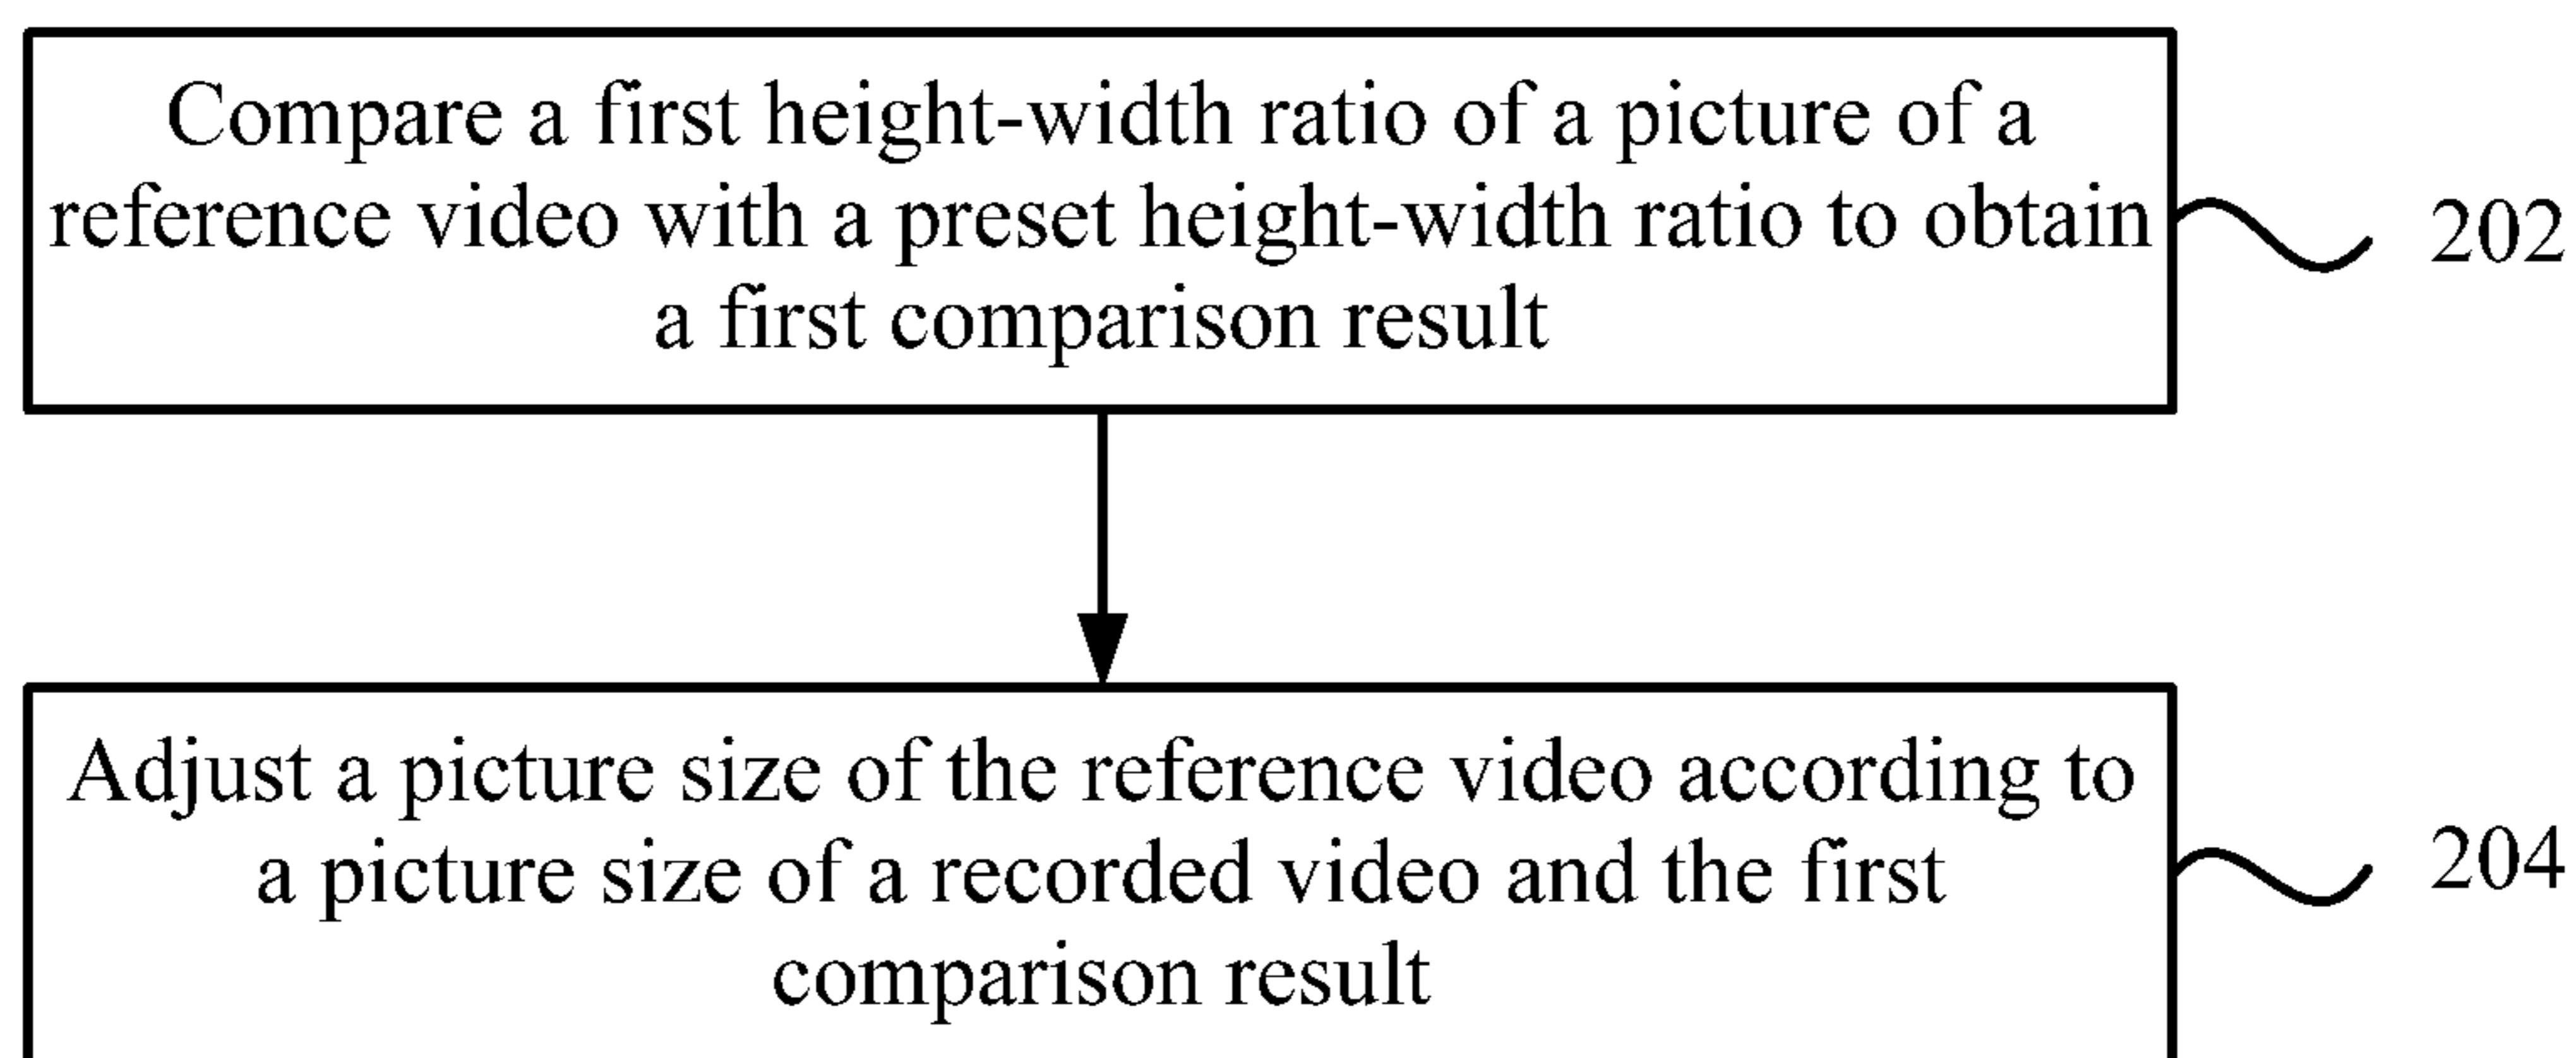 Compare a first height-width ratio of a picture of a
reference video with a preset height-width ratio to obtain
a first comparison result
202
Adjust a picture size of the reference video according to
a picture size of a recorded video and the first
comparison result
204